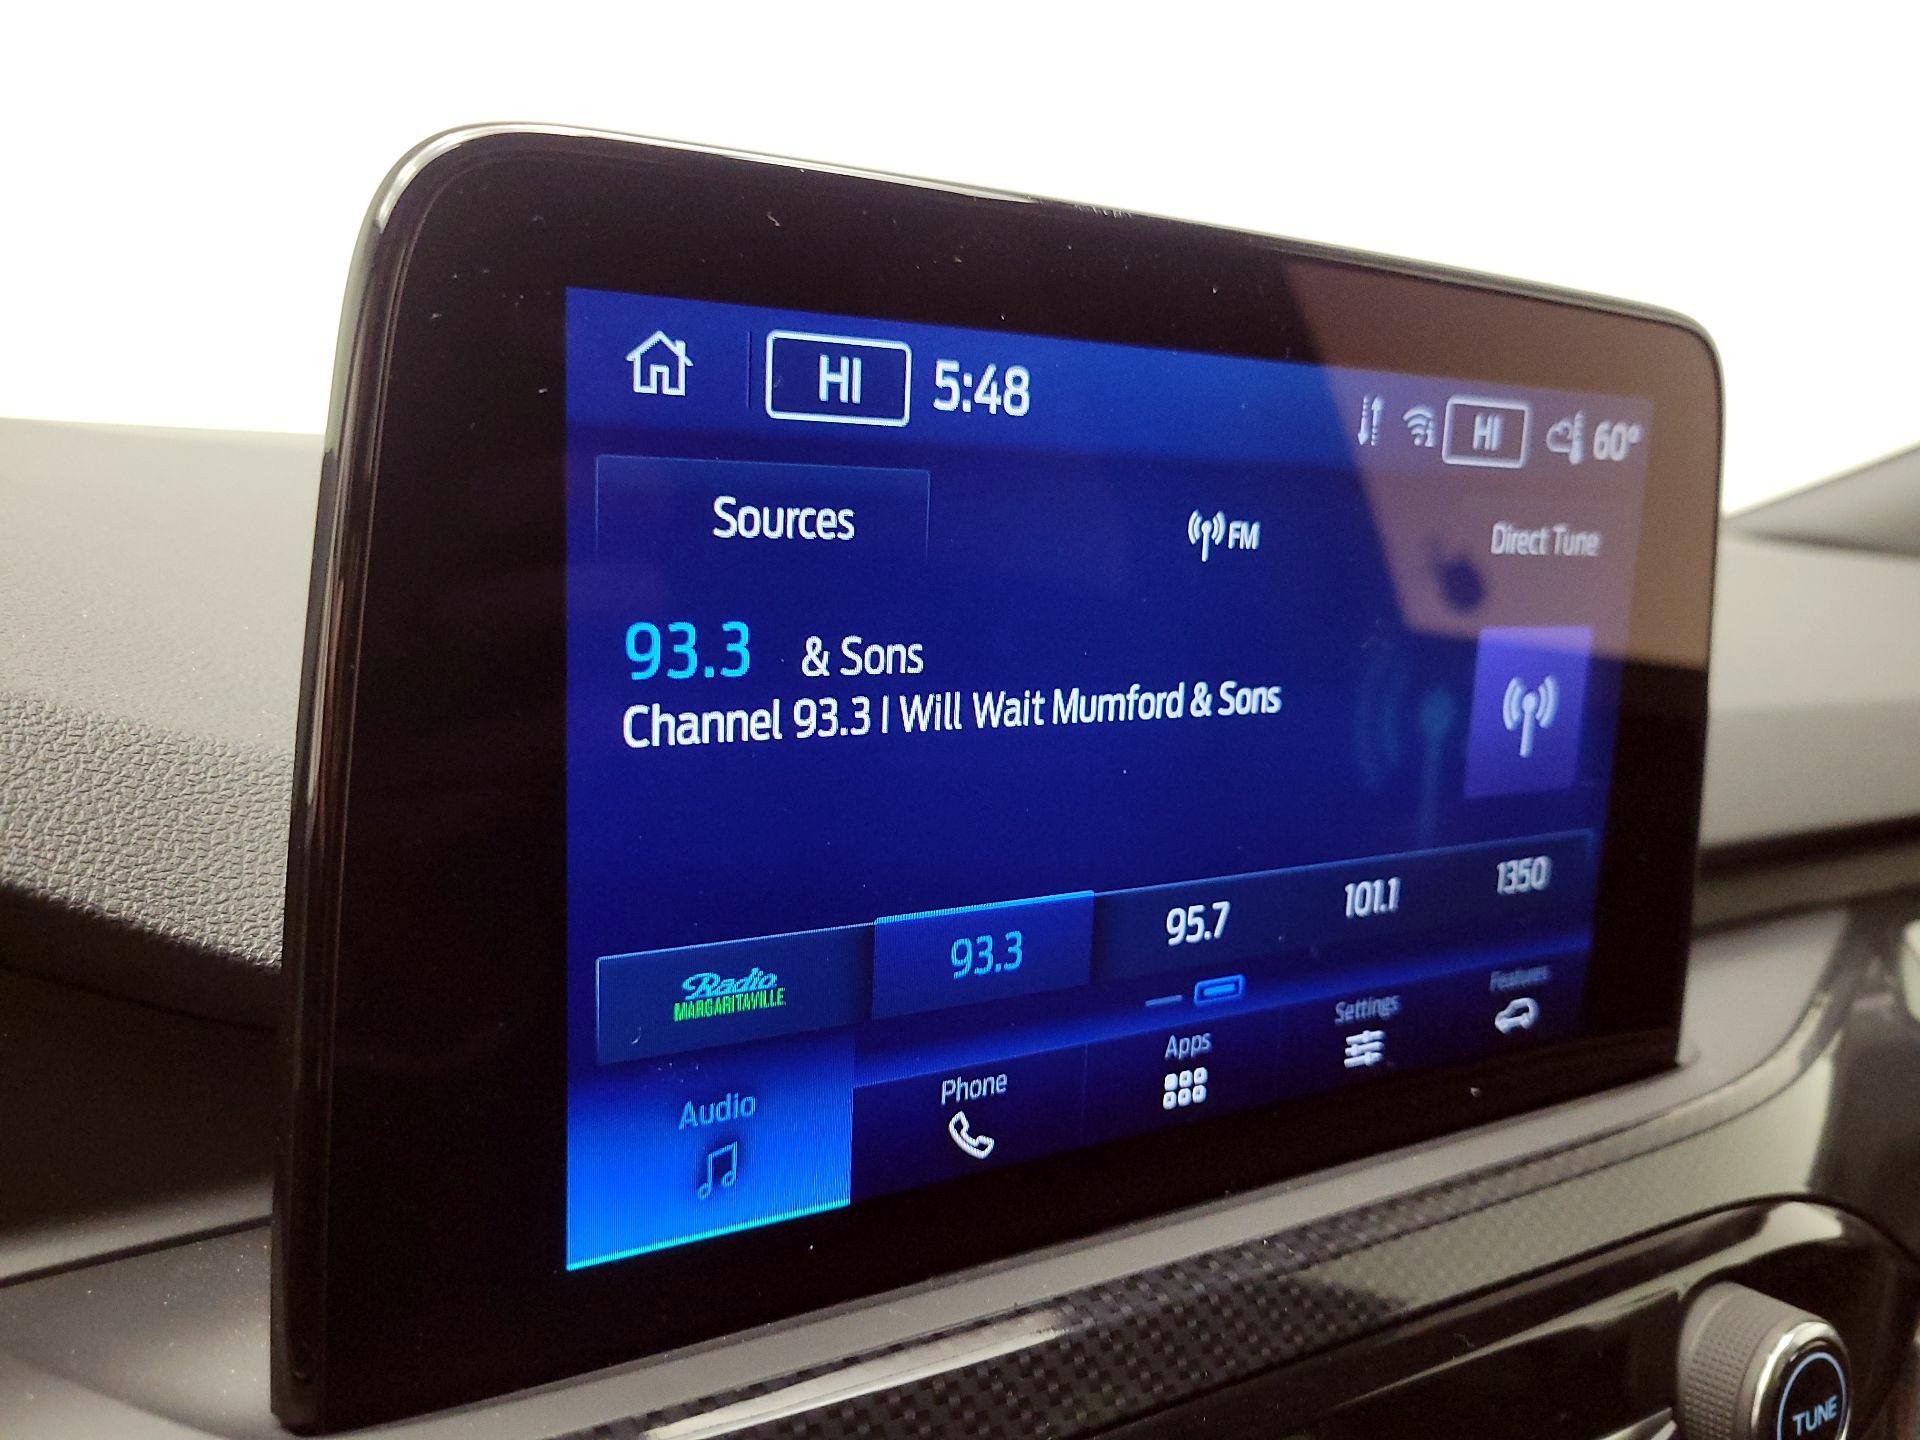 HI 5:48 HI 60°
Sources FM Direct Tune
93.3 & Sons
Channel 93.3 I Will Wait Mumford & Sons
Radio MARGARITAVILLE 93.3 95.7 101.1 1350
Audio Phone Apps Settings Features
TUNE